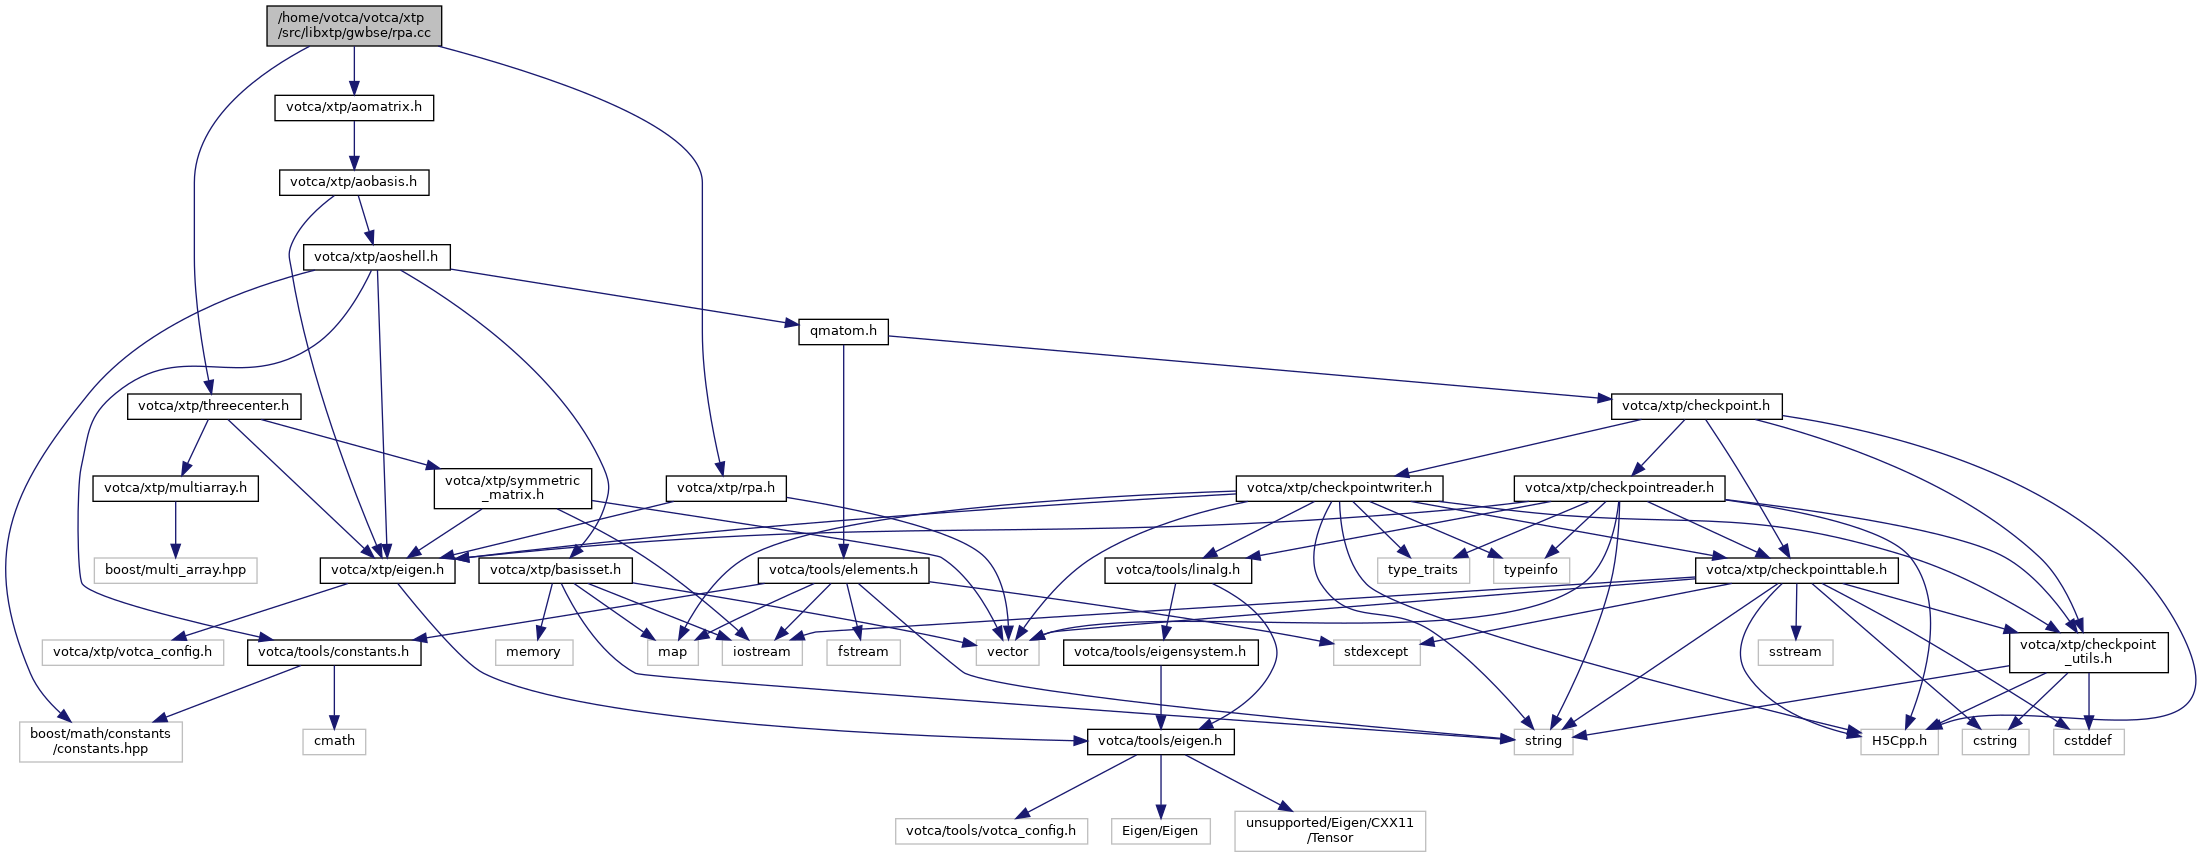 /home/votca/votca/xtp
/src/libxtp/gwbse/rpa.cc
votca/xtp/aomatrix.h
votca/xtp/aobasis.h
votca/xtp/aoshell.h
qmatom.h
votca/xtp/threecenter.h
votca/xtp/checkpoint.h
votca/xtp/multiarray.h
votca/xtp/symmetric
_matrix.h
votca/xtp/rpa.h
votca/xtp/checkpointwriter.h
votca/xtp/checkpointreader.h
boost/multi_array.hpp
votca/xtp/eigen.h
votca/xtp/basisset.h
votca/tools/elements.h
votca/tools/linalg.h
type_traits
typeinfo
votca/xtp/checkpointtable.h
votca/xtp/votca_config.h
votca/tools/constants.h
memory
map
iostream
fstream
vector
votca/tools/eigensystem.h
stdexcept
sstream
votca/xtp/checkpoint
_utils.h
boost/math/constants
/constants.hpp
cmath
votca/tools/eigen.h
string
H5Cpp.h
cstring
cstddef
votca/tools/votca_config.h
Eigen/Eigen
unsupported/Eigen/CXX11
/Tensor